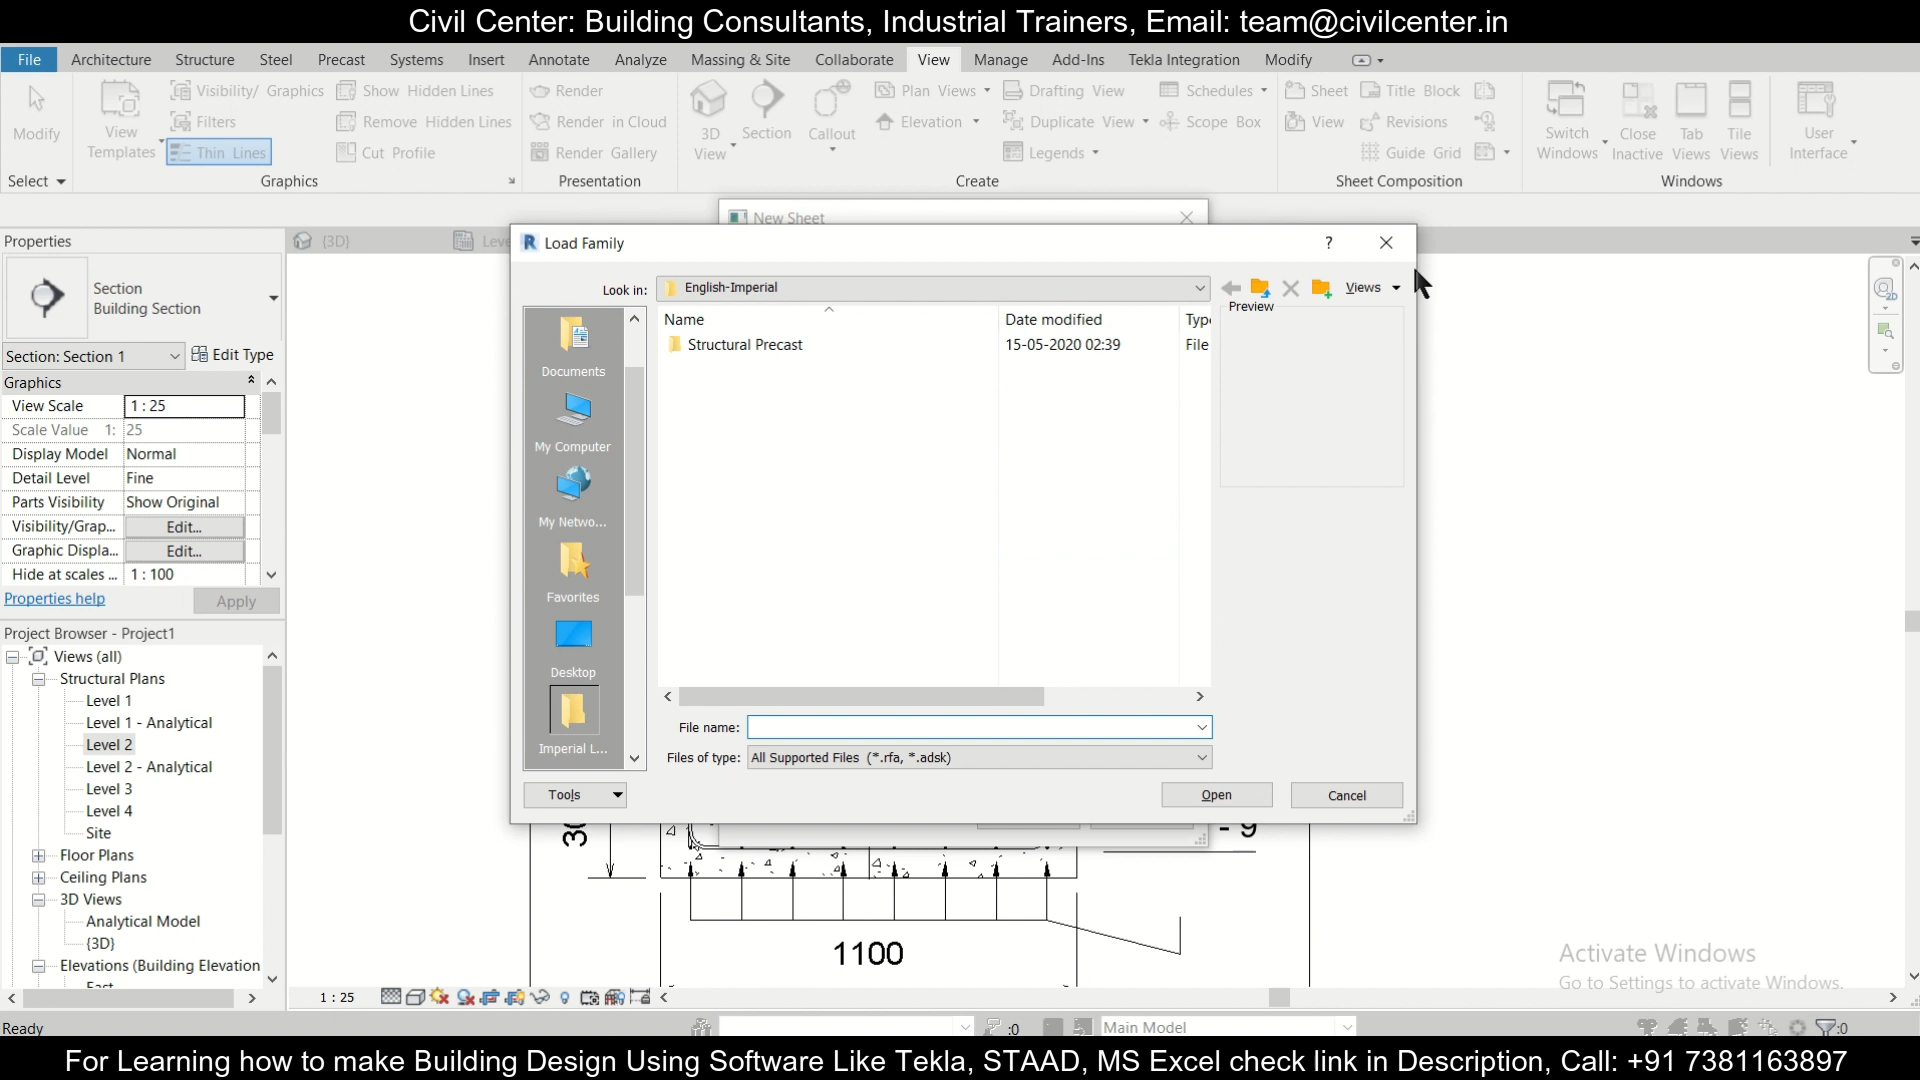 Civil Center: Building Consultants, Industrial Trainers, Email: team@civilcenter.in
File Architecture Structure Steel Precast Systems Insert Annotate Analyze Massing & Site Collaborate View Manage Add-Ins Tekla Integration Modify
Modify
View
Templates
Visibility/ Graphics
Filters
Thin Lines
Show Hidden Lines
Remove Hidden Lines
Cut Profile
Render
Render in Cloud
Render Gallery
3D
View
Section
Callout
Plan Views
Elevation
Drafting View
Duplicate View
Legends
Schedules
Scope Box
Sheet
View
Title Block
Revisions
Guide Grid
Switch
Windows
Close
Inactive
Tab
Views
Tile
Views
User
Interface
Select Graphics Presentation Create Sheet Composition Windows
New Sheet
Properties
{3D}
Leve
Section
Building Section
Section: Section 1
Edit Type
Graphics
View Scale 1 : 25
Scale Value 1: 25
Display Model Normal
Detail Level Fine
Parts Visibility Show Original
Visibility/Grap... Edit...
Graphic Displa... Edit...
Hide at scales ... 1 : 100
Properties help
Apply
Project Browser - Project1
Views (all)
Structural Plans
Level 1
Level 1 - Analytical
Level 2
Level 2 - Analytical
Level 3
Level 4
Site
Floor Plans
Ceiling Plans
3D Views
Analytical Model
{3D}
Elevations (Building Elevation
East
R Load Family ?
Look in: English-Imperial
Views
Preview
Name Date modified Type
Structural Precast 15-05-2020 02:39 File
Documents
My Computer
My Netwo...
Favorites
Desktop
Imperial L...
File name:
Files of type: All Supported Files (*.rfa, *.adsk)
Tools
Open
Cancel
2D
30
- 9
1100
Activate Windows
Go to Settings to activate Windows.
1 : 25
Ready
:0
Main Model
:0
For Learning how to make Building Design Using Software Like Tekla, STAAD, MS Excel check link in Description, Call: +91 7381163897